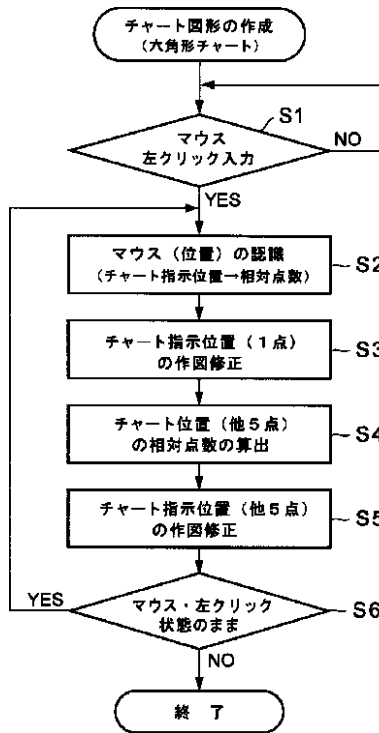 チャート図形の作成
(六角形チャート)
S1
マウス
左クリック入力
NO
YES
マウス（位置）の認識
(チャート指示位置→相対点数)
S2
チャート指示位置（1点）
の作図修正
S3
チャート位置（他5点）
の相対点数の算出
S4
チャート指示位置（他5点）
の作図修正
S5
YES
マウス・左クリック
状態のまま
S6
NO
終 了